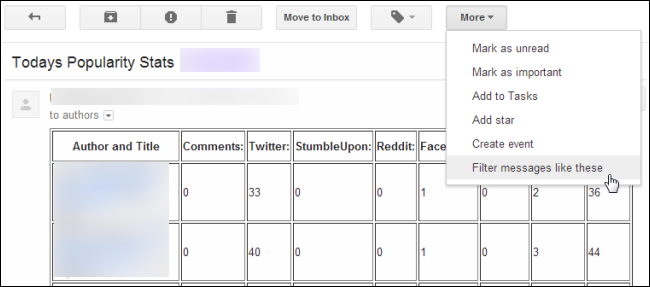 Move to Inbox
More
Mark as unread
Mark as important
Add to Tasks
Add star
Create event
Filter messages like these
Todays Popularity Stats
to authors
Author and Title Comments: Twitter: StumbleUpon: Reddit:
0 33 0 0 1 0 2 36
0 40 0 0 1 0 3 44